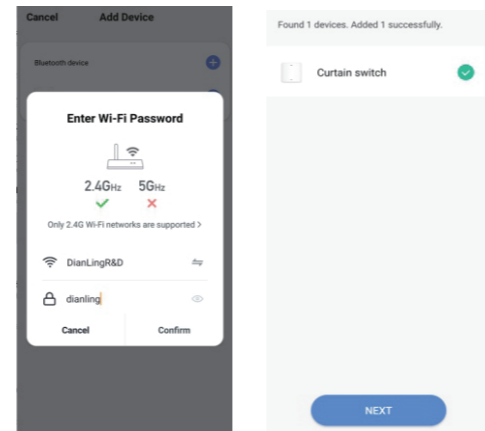 Cancel Add Device
Bluetooth device
Enter Wi-Fi Password
2.4GHz 5GHz
Only 2.4G Wi-Fi networks are supported >
DianLingR&D
dianling
Cancel Confirm
Found 1 devices. Added 1 successfully.
Curtain switch
NEXT